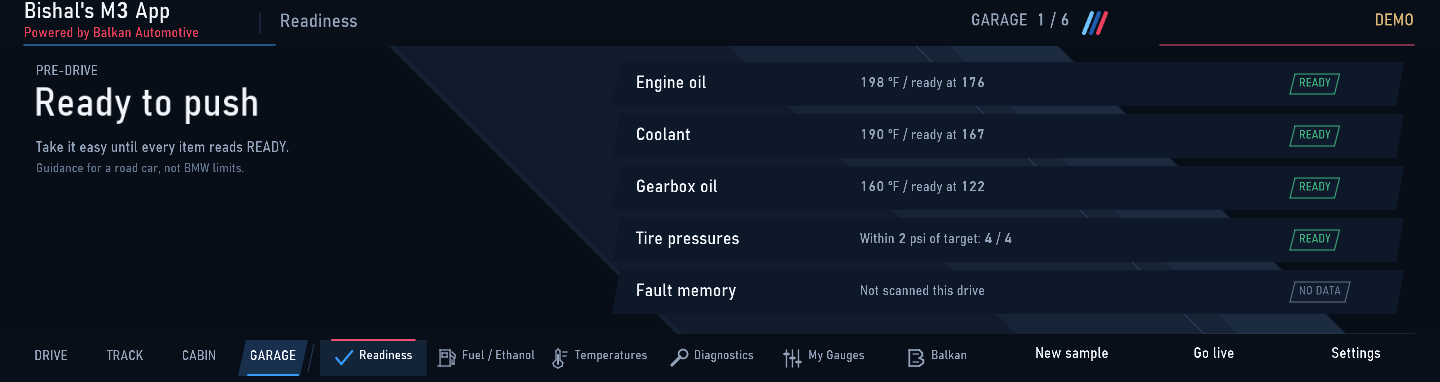 Bishal's M3 App
Powered by Balkan Automotive
Readiness
GARAGE 1 / 6
DEMO
PRE-DRIVE
Ready to push
Take it easy until every item reads READY.
Guidance for a road car, not BMW limits.
Engine oil 198 °F / ready at 176 READY
Coolant 190 °F / ready at 167 READY
Gearbox oil 160 °F / ready at 122 READY
Tire pressures Within 2 psi of target: 4 / 4 READY
Fault memory Not scanned this drive NO DATA
DRIVE TRACK CABIN GARAGE Readiness Fuel / Ethanol Temperatures Diagnostics My Gauges Balkan New sample Go live Settings